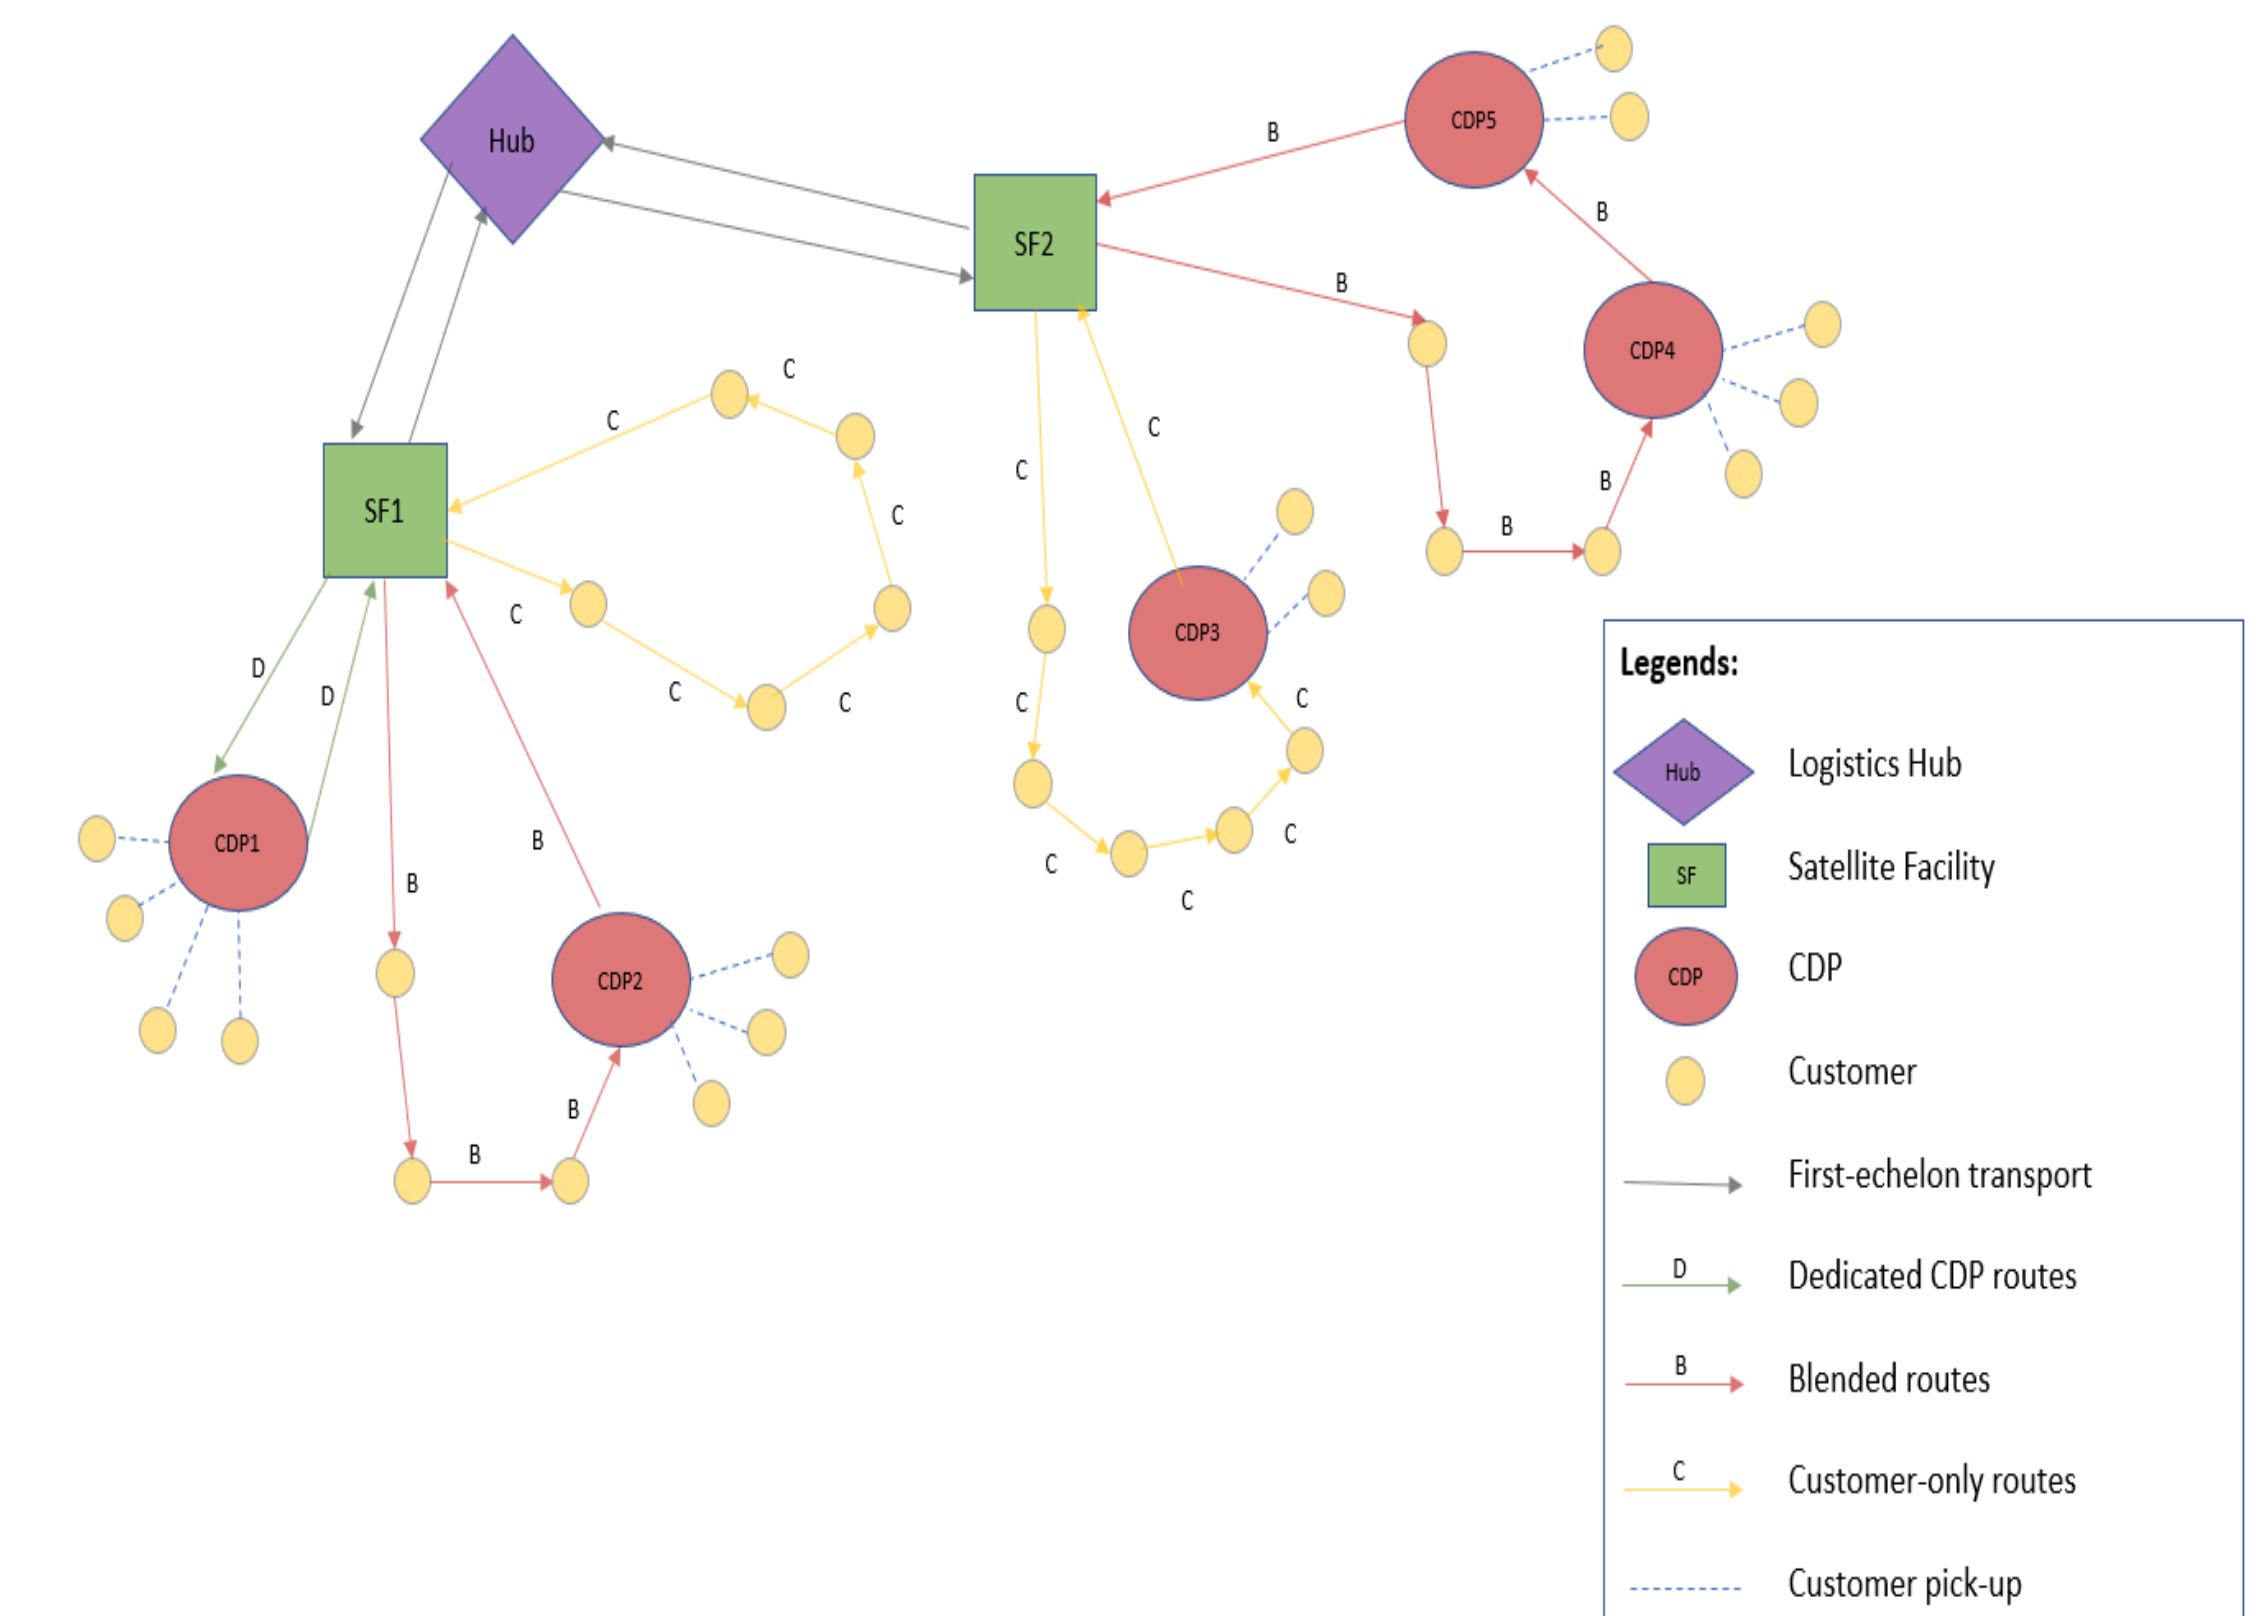 Hub
SF2
SF1
CDP5
CDP4
CDP3
CDP1
CDP2
B
B
B
B
B
C
C
C
C
C
C
C
C
C
C
C
C
C
D
D
B
B
B
B
Legends:
Hub
Logistics Hub
SF
Satellite Facility
CDP
CDP
Customer
First-echelon transport
D
Dedicated CDP routes
B
Blended routes
C
Customer-only routes
Customer pick-up